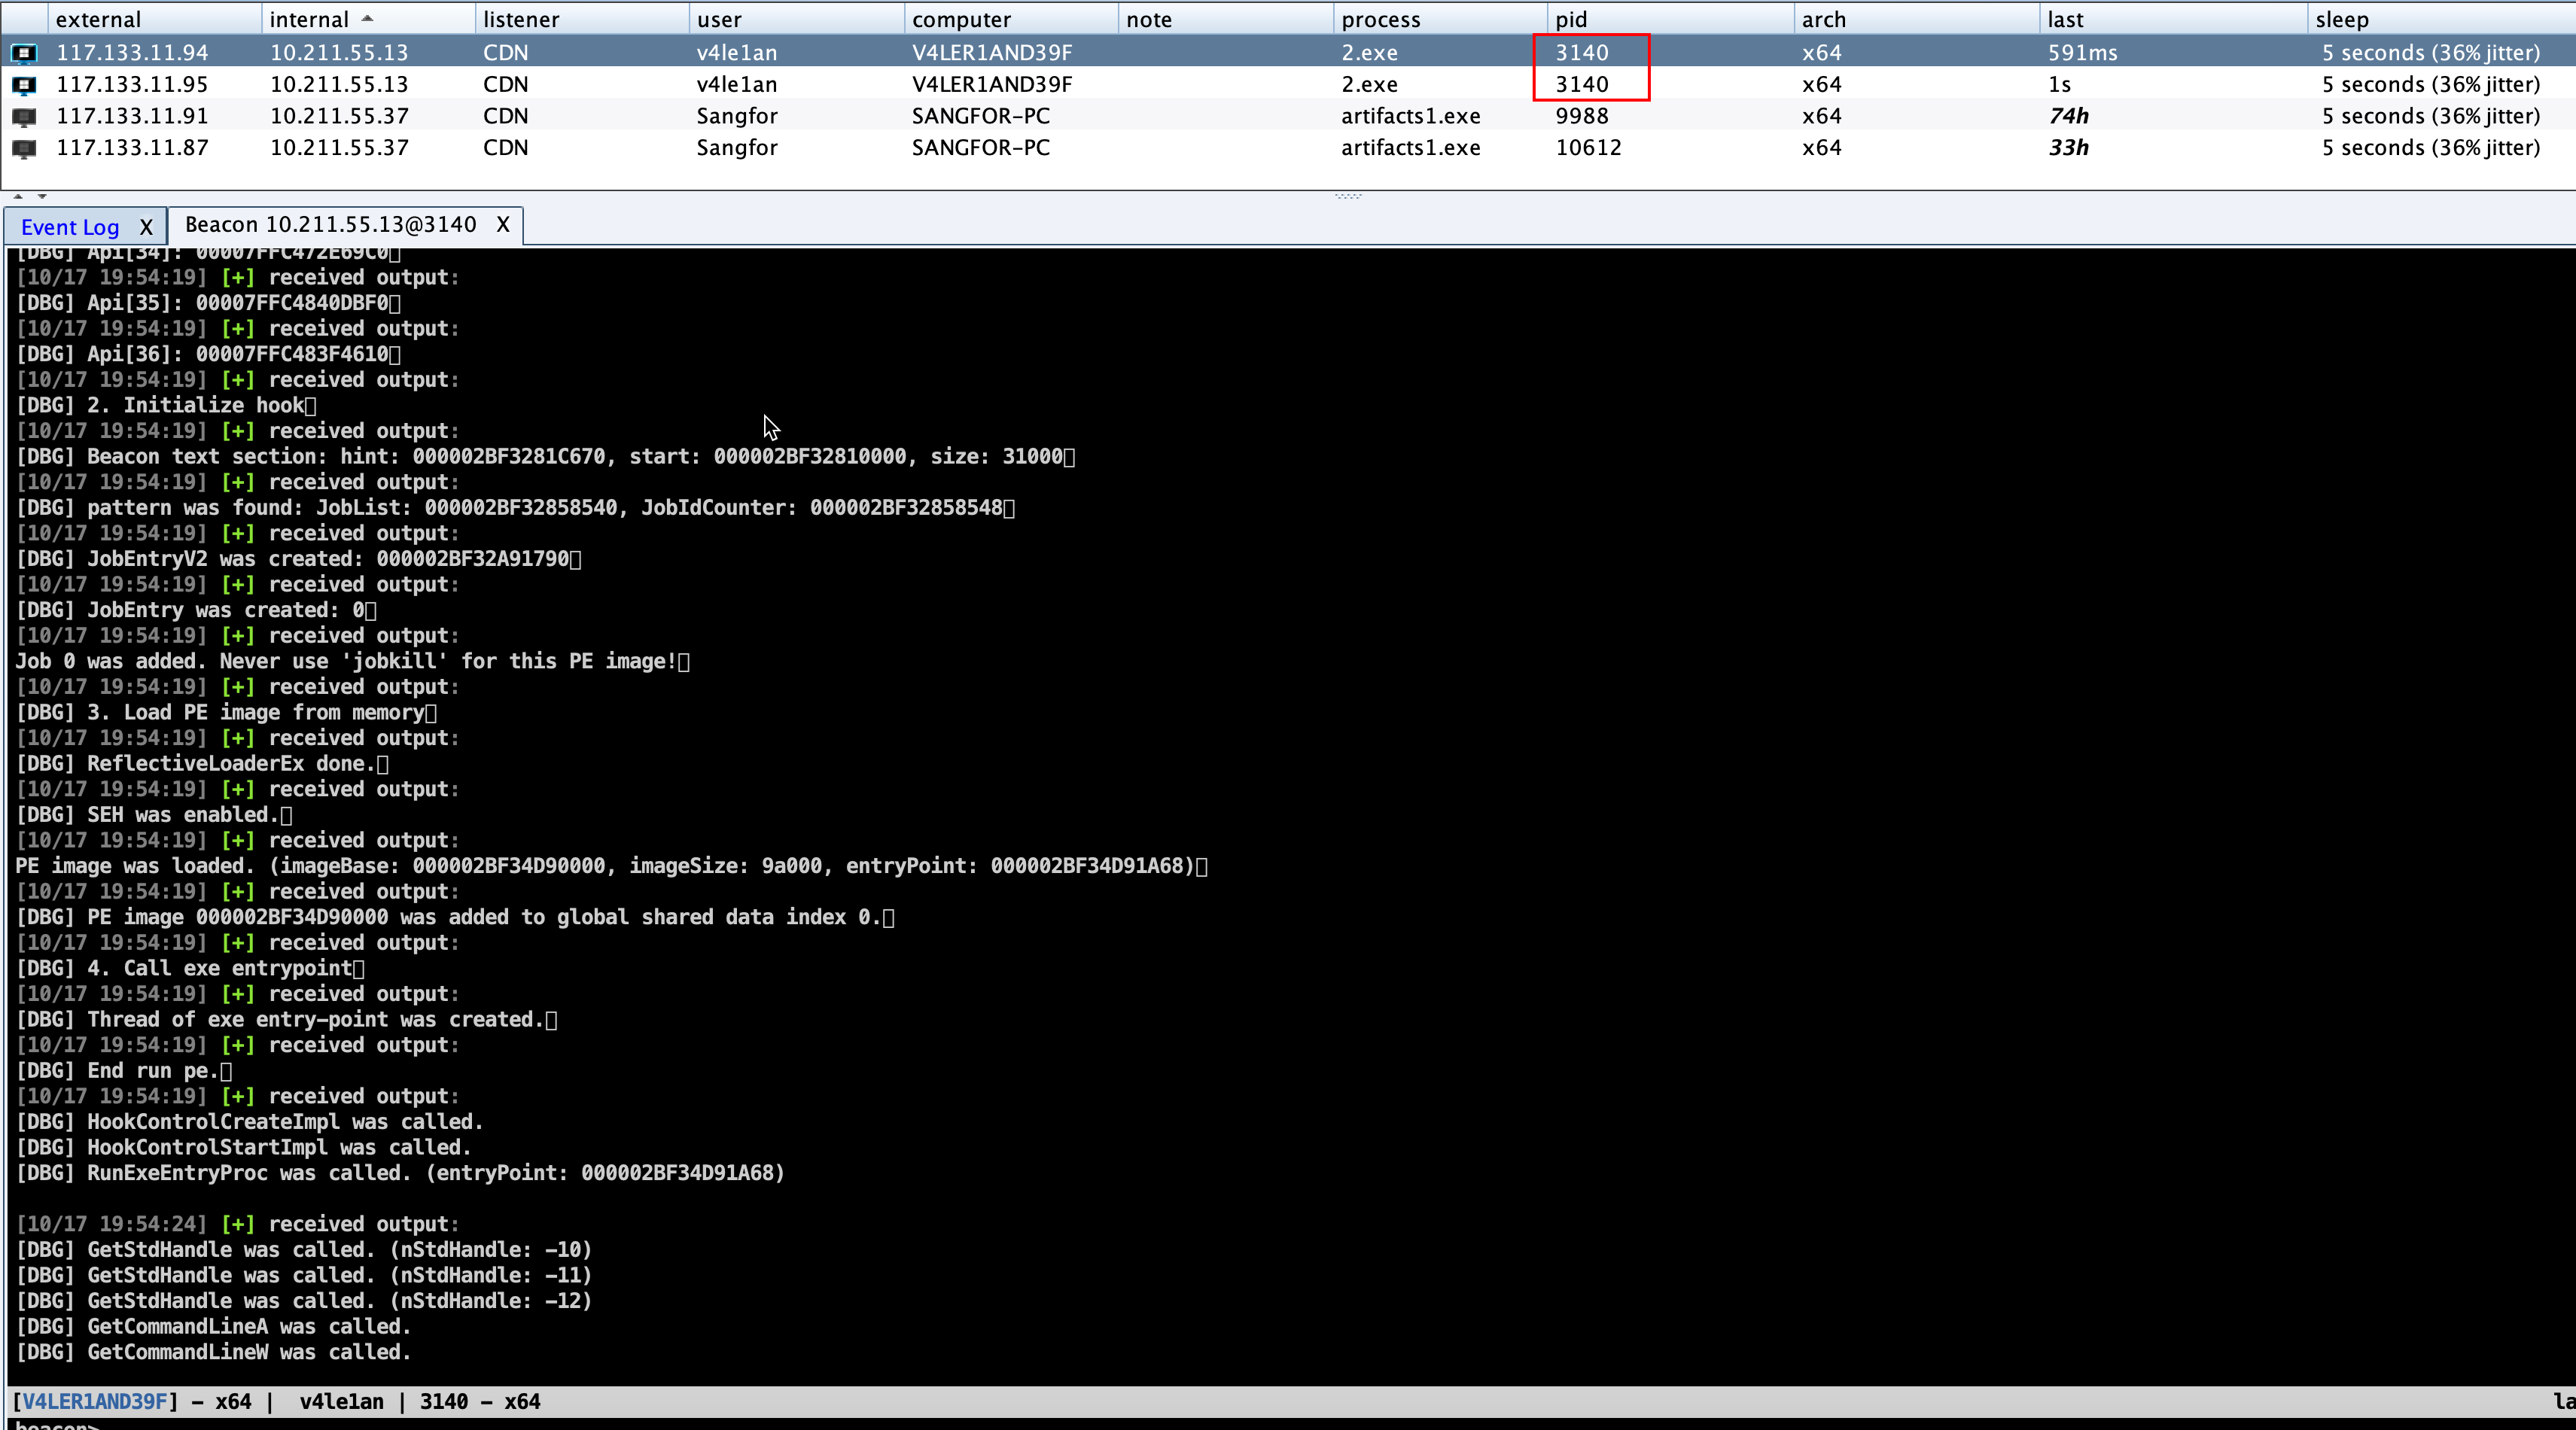 external internal listener user computer note process pid arch last sleep
117.133.11.94 10.211.55.13 CDN v4le1an V4LER1AND39F 2.exe 3140 x64 591ms 5 seconds (36% jitter)
117.133.11.95 10.211.55.13 CDN v4le1an V4LER1AND39F 2.exe 3140 x64 1s 5 seconds (36% jitter)
117.133.11.91 10.211.55.37 CDN Sangfor SANGFOR-PC artifacts1.exe 9988 x64 74h 5 seconds (36% jitter)
117.133.11.87 10.211.55.37 CDN Sangfor SANGFOR-PC artifacts1.exe 10612 x64 33h 5 seconds (36% jitter)
Event Log X Beacon 10.211.55.13@3140 X
[DBG] Api[34]: 00007FFC472E69C0
[10/17 19:54:19] [+] received output:
[DBG] Api[35]: 00007FFC4840DBF0
[10/17 19:54:19] [+] received output:
[DBG] Api[36]: 00007FFC483F4610
[10/17 19:54:19] [+] received output:
[DBG] 2. Initialize hook
[10/17 19:54:19] [+] received output:
[DBG] Beacon text section: hint: 000002BF3281C670, start: 000002BF32810000, size: 31000
[10/17 19:54:19] [+] received output:
[DBG] pattern was found: JobList: 000002BF32858540, JobIdCounter: 000002BF32858548
[10/17 19:54:19] [+] received output:
[DBG] JobEntryV2 was created: 000002BF32A91790
[10/17 19:54:19] [+] received output:
[DBG] JobEntry was created: 0
[10/17 19:54:19] [+] received output:
Job 0 was added. Never use 'jobkill' for this PE image!
[10/17 19:54:19] [+] received output:
[DBG] 3. Load PE image from memory
[10/17 19:54:19] [+] received output:
[DBG] ReflectiveLoaderEx done.
[10/17 19:54:19] [+] received output:
[DBG] SEH was enabled.
[10/17 19:54:19] [+] received output:
PE image was loaded. (imageBase: 000002BF34D90000, imageSize: 9a000, entryPoint: 000002BF34D91A68)
[10/17 19:54:19] [+] received output:
[DBG] PE image 000002BF34D90000 was added to global shared data index 0.
[10/17 19:54:19] [+] received output:
[DBG] 4. Call exe entrypoint
[10/17 19:54:19] [+] received output:
[DBG] Thread of exe entry-point was created.
[10/17 19:54:19] [+] received output:
[DBG] End run pe.
[10/17 19:54:19] [+] received output:
[DBG] HookControlCreateImpl was called.
[DBG] HookControlStartImpl was called.
[DBG] RunExeEntryProc was called. (entryPoint: 000002BF34D91A68)
[10/17 19:54:24] [+] received output:
[DBG] GetStdHandle was called. (nStdHandle: -10)
[DBG] GetStdHandle was called. (nStdHandle: -11)
[DBG] GetStdHandle was called. (nStdHandle: -12)
[DBG] GetCommandLineA was called.
[DBG] GetCommandLineW was called.
[V4LER1AND39F] - x64 | v4le1an | 3140 - x64 la
beacon>